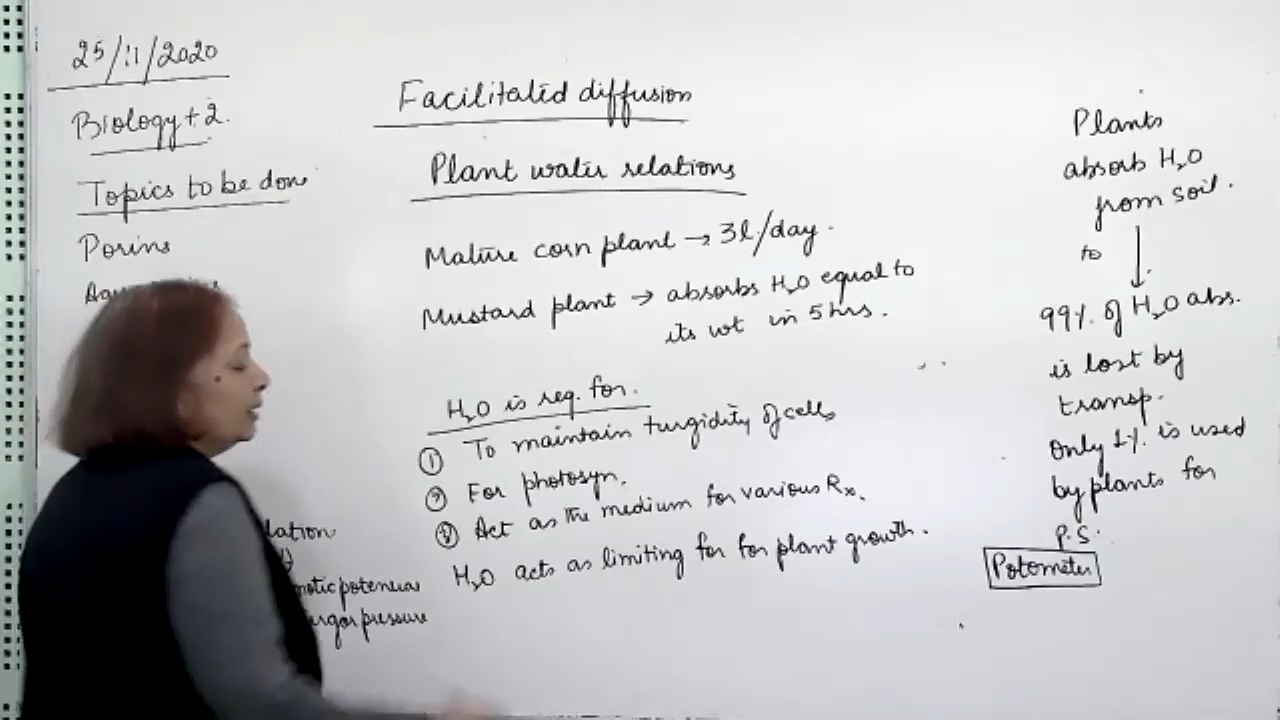 25/11/2020
Biology + 2.
Topics to be done
Porins
lation
motic potential
urgor pressure
Facilitated diffusion
Plant water relations
Mature corn plant → 3l/day.
Mustard plant → absorbs H2O equal to
its wt in 5 hrs.
H2O is req. for.
① To maintain turgidity of cells
② For photosyn.
Act as the medium for various Rx.
H2O acts as limiting for for plant growth.
Plants
absorb H2O
from soil.
to
↓
99% of H2O abs.
is lost by
transp.
Only 1% is used
by plants for
P.S.
Potometer